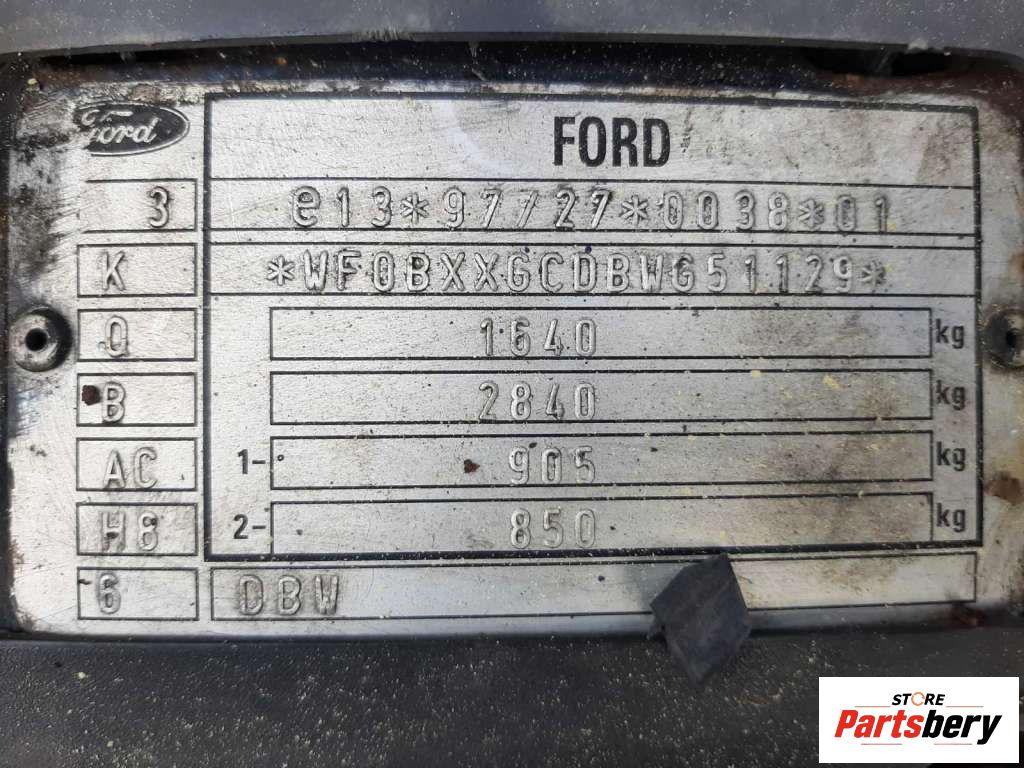 Ford FORD
3 e13*97/27*0038*01
K *WF0BXXGCDBWG51129*
Q 1640 kg
B 2840 kg
AC 1- 905 kg
H8 2- 850 kg
6 DBW
STORE
Partsbery